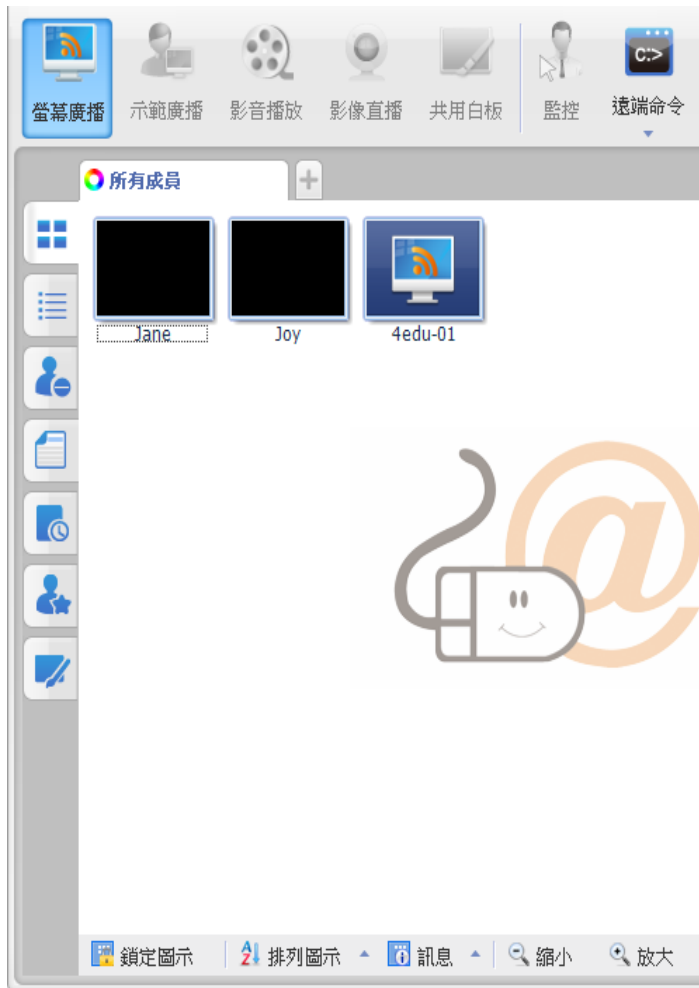 C:>
螢幕廣播 示範廣播 影音播放 影像直播 共用白板 監控 遠端命令
所有成員
Jane Joy 4edu-01
鎖定圖示 排列圖示 訊息 縮小 放大